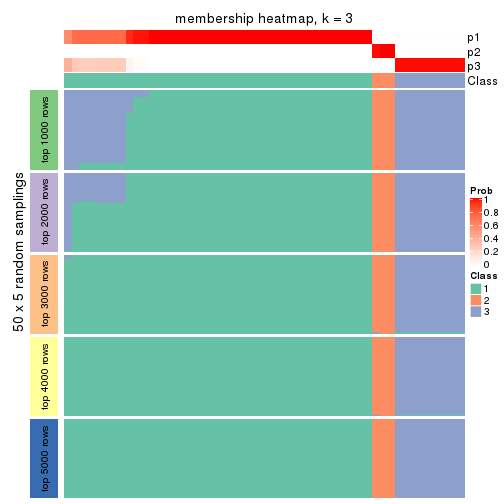 membership heatmap, k = 3
p1
p2
p3
Class
50 x 5 random samplings
top 1000 rows
top 2000 rows
top 3000 rows
top 4000 rows
top 5000 rows
Prob
1
0.8
0.6
0.4
0.2
0
Class
1
2
3